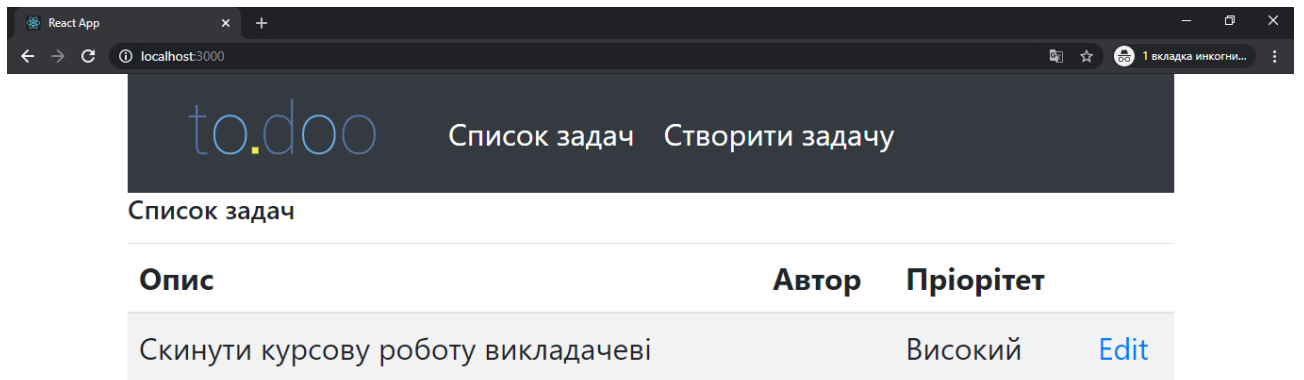 React App
localhost:3000
1 вкладка инкогни...
to.doo Список задач Створити задачу
Список задач
Опис Автор Пріорітет
Скинути курсову роботу викладачеві Високий Edit